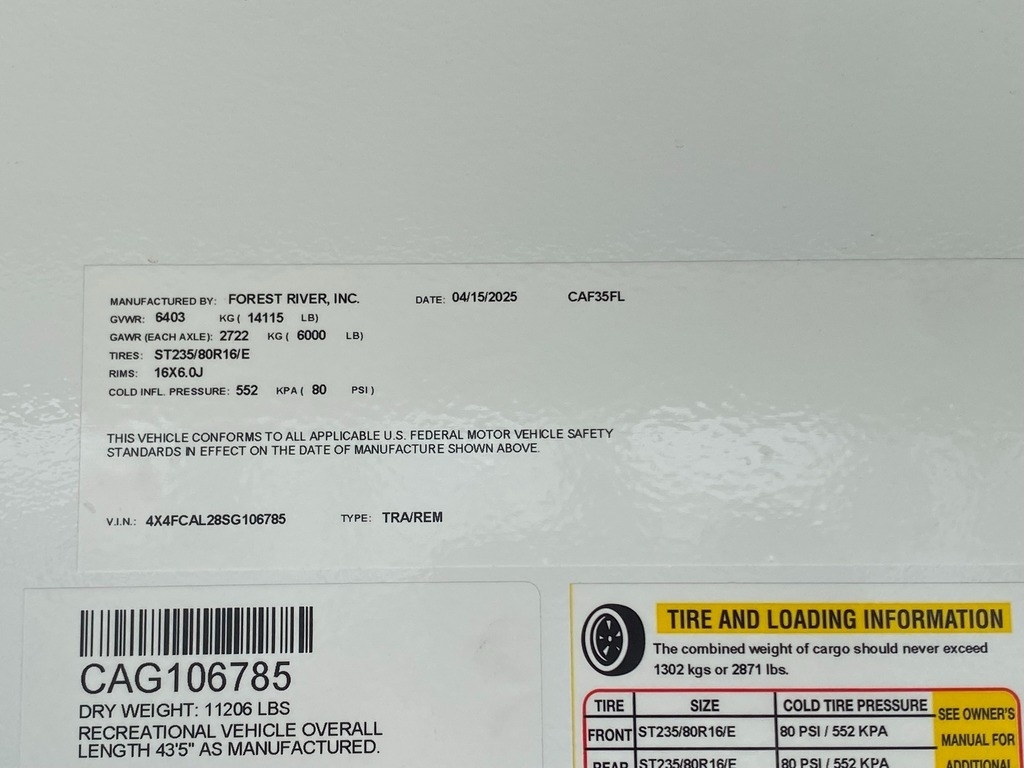 MANUFACTURED BY: FOREST RIVER, INC. DATE: 04/15/2025 CAF35FL
GVWR: 6403 KG ( 14115 LB)
GAWR (EACH AXLE): 2722 KG ( 6000 LB)
TIRES: ST235/80R16/E
RIMS: 16X6.0J
COLD INFL. PRESSURE: 552 KPA ( 80 PSI )
THIS VEHICLE CONFORMS TO ALL APPLICABLE U.S. FEDERAL MOTOR VEHICLE SAFETY
STANDARDS IN EFFECT ON THE DATE OF MANUFACTURE SHOWN ABOVE.
V.I.N.: 4X4FCAL28SG106785 TYPE: TRA/REM
CAG106785
DRY WEIGHT: 11206 LBS
RECREATIONAL VEHICLE OVERALL
LENGTH 43'5" AS MANUFACTURED.
TIRE AND LOADING INFORMATION
The combined weight of cargo should never exceed
1302 kgs or 2871 lbs.
TIRE SIZE COLD TIRE PRESSURE
FRONT ST235/80R16/E 80 PSI / 552 KPA
REAR ST235/80R16/E 80 PSI / 552 KPA
SEE OWNER'S
MANUAL FOR
ADDITIONAL